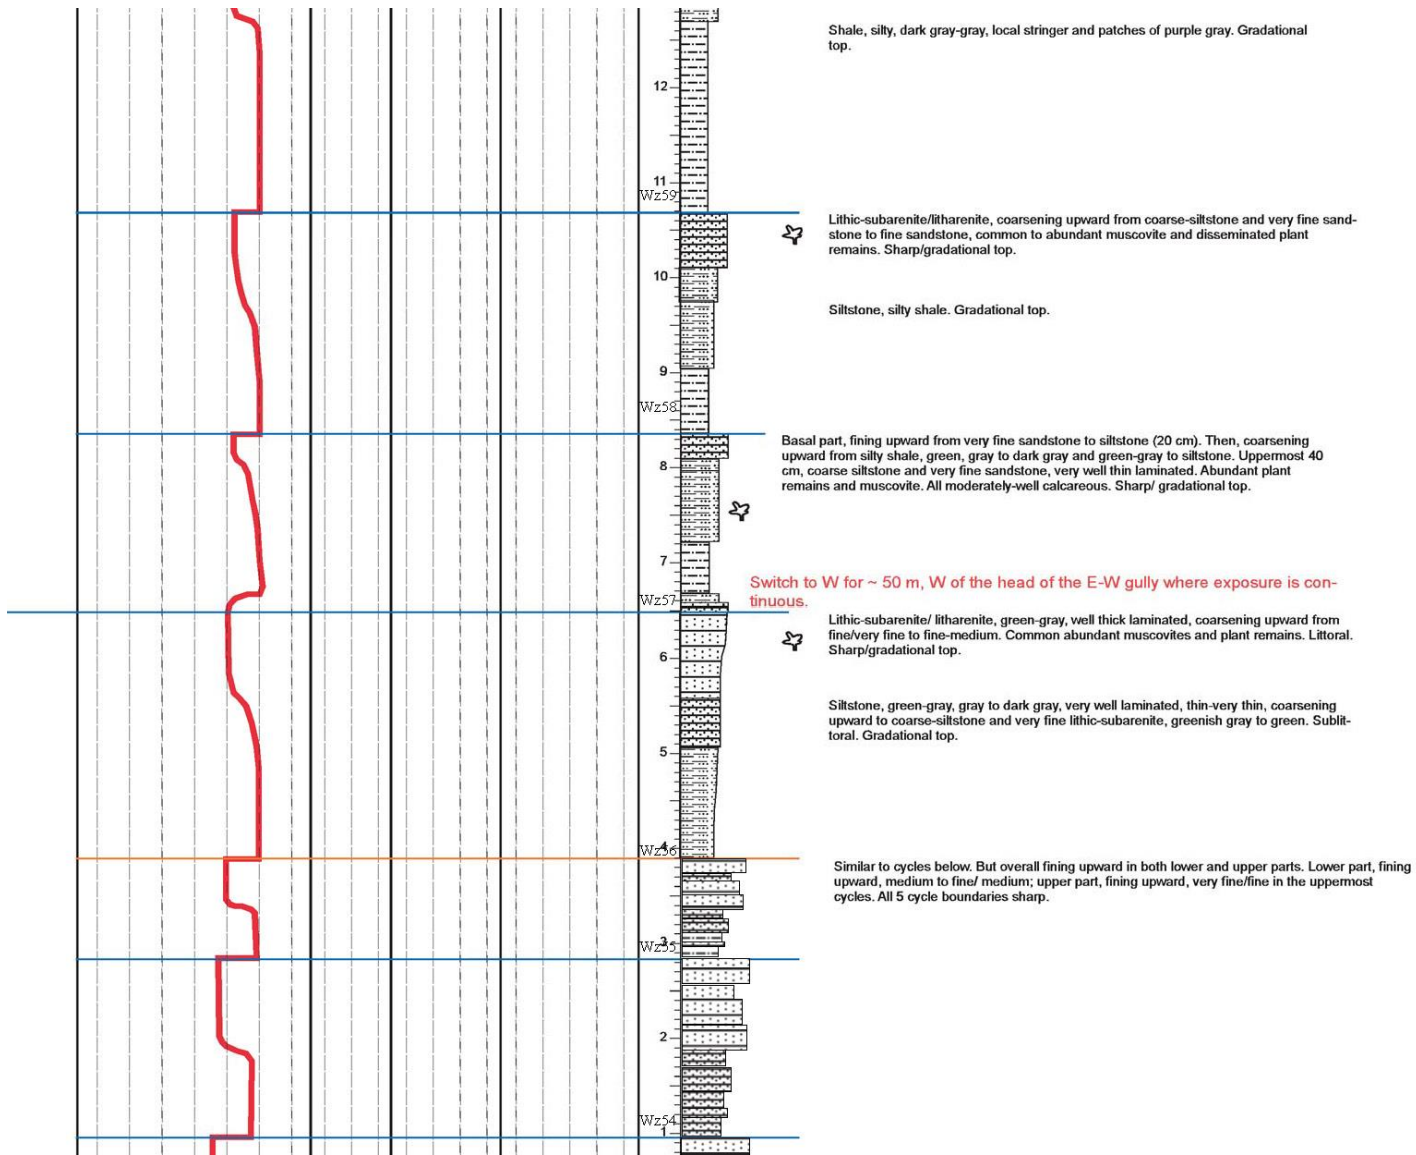 Shale, silty, dark gray-gray, local stringer and patches of purple gray. Gradational
top.
12
11
Wz59
Lithic-subarenite/litharenite, coarsening upward from coarse-siltstone and very fine sand-
stone to fine sandstone, common to abundant muscovite and disseminated plant
remains. Sharp/gradational top.
10
Siltstone, silty shale. Gradational top.
9
Wz58
Basal part, fining upward from very fine sandstone to siltstone (20 cm). Then, coarsening
upward from silty shale, green, gray to dark gray and green-gray to siltstone. Uppermost 40
cm, coarse siltstone and very fine sandstone, very well thin laminated. Abundant plant
remains and muscovite. All moderately-well calcareous. Sharp/ gradational top.
8
7
Switch to W for ~ 50 m, W of the head of the E-W gully where exposure is con-
tinuous.
Wz57
Lithic-subarenite/ litharenite, green-gray, well thick laminated, coarsening upward from
fine/very fine to fine-medium. Common abundant muscovites and plant remains. Littoral.
Sharp/gradational top.
6
Siltstone, green-gray, gray to dark gray, very well laminated, thin-very thin, coarsening
upward to coarse-siltstone and very fine lithic-subarenite, greenish gray to green. Sublit-
toral. Gradational top.
5
4
Wz56
Similar to cycles below. But overall fining upward in both lower and upper parts. Lower part, fining
upward, medium to fine/ medium; upper part, fining upward, very fine/fine in the uppermost
cycles. All 5 cycle boundaries sharp.
3
Wz55
2
Wz54
1